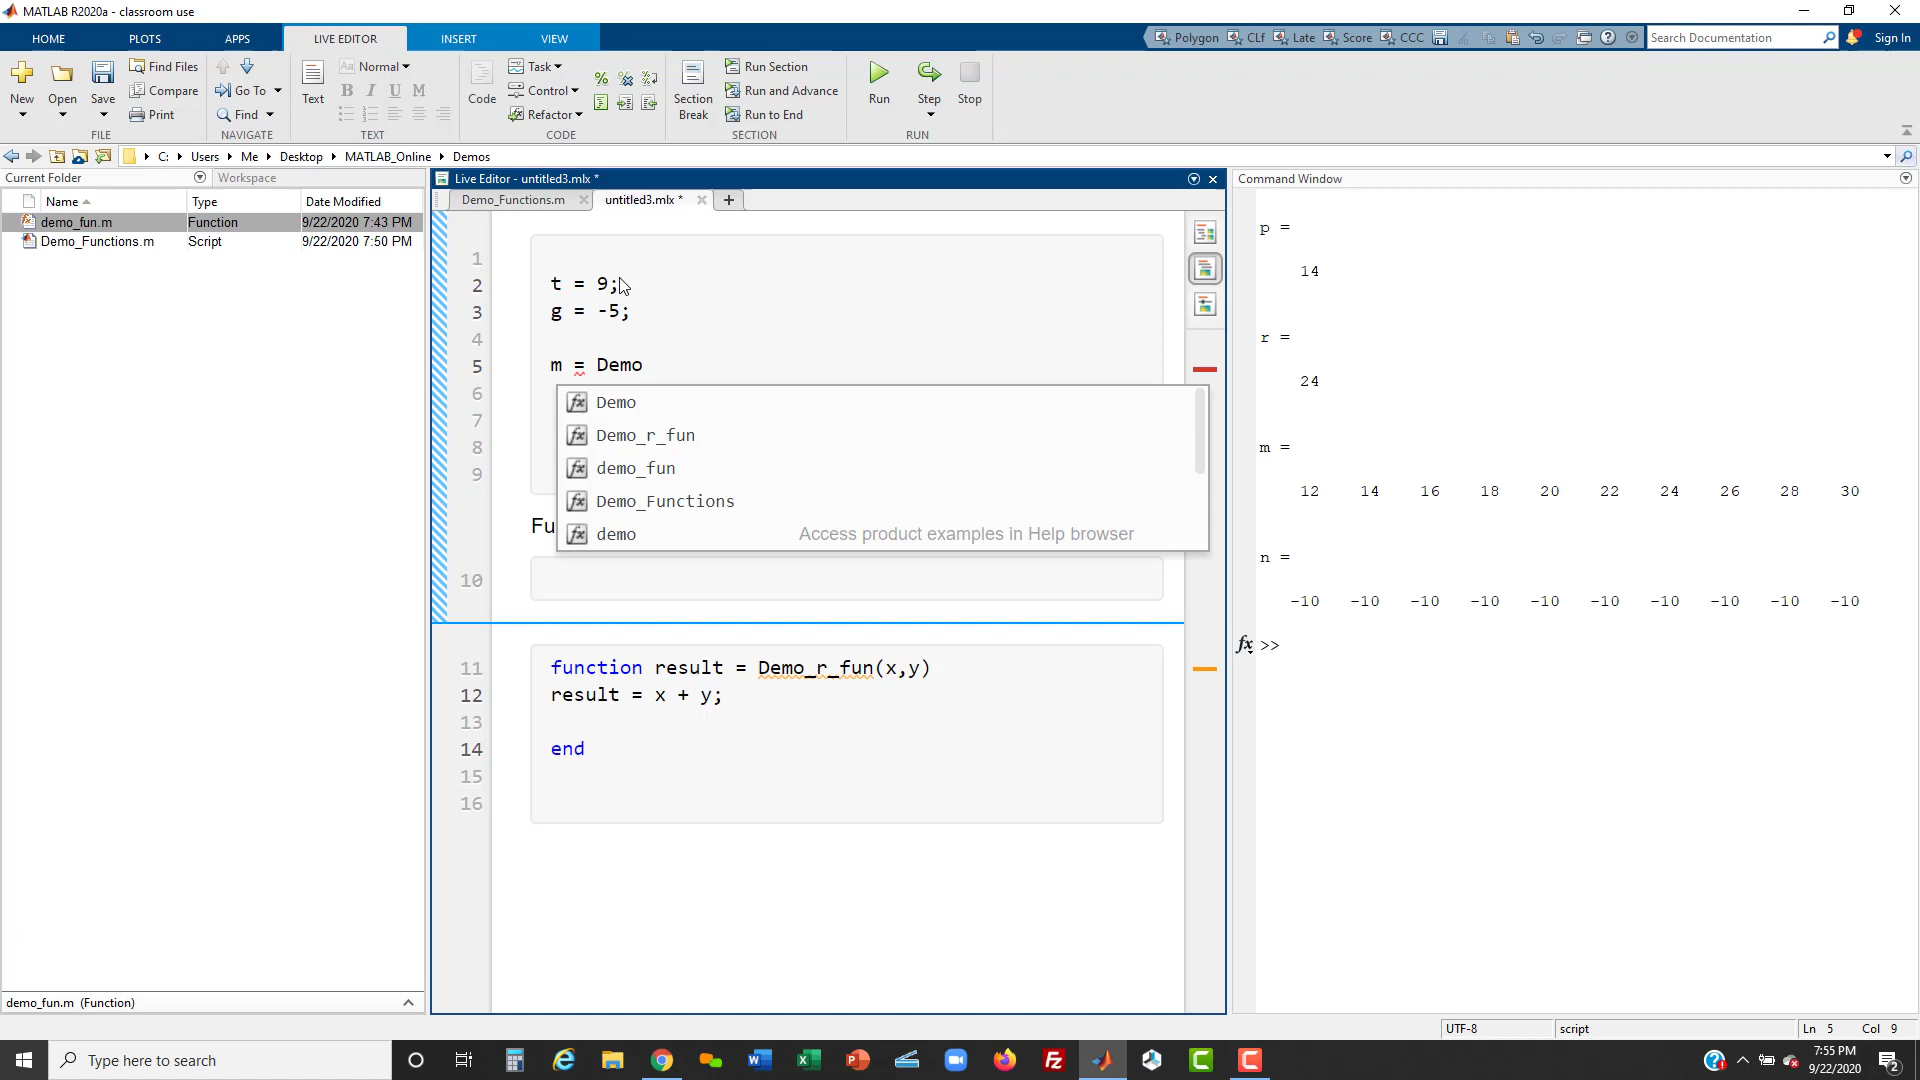 MATLAB R2020a - classroom use
HOME PLOTS APPS LIVE EDITOR INSERT VIEW
Polygon CLf Late Score CCC Search Documentation Sign In
New Open Save Find Files Compare Print
FILE
Go To Find
NAVIGATE
Text Aa Normal B I U M
TEXT
Code Task Control Refactor
CODE
Section Break Run Section Run and Advance Run to End
SECTION
Run Step Stop
RUN
C: Users Me Desktop MATLAB_Online Demos
Current Folder Workspace
Name Type Date Modified
demo_fun.m Function 9/22/2020 7:43 PM
Demo_Functions.m Script 9/22/2020 7:50 PM
demo_fun.m (Function)
Live Editor - untitled3.mlx *
Demo_Functions.m untitled3.mlx * +
1
2 t = 9;
3 g = -5;
4
5 m = Demo
6
7
8
9
Demo
Demo_r_fun
demo_fun
Demo_Functions
demo Access product examples in Help browser
Fu
10
11 function result = Demo_r_fun(x,y)
12 result = x + y;
13
14 end
15
16
Command Window
p =
14
r =
24
m =
12 14 16 18 20 22 24 26 28 30
n =
-10 -10 -10 -10 -10 -10 -10 -10 -10 -10
fx >>
UTF-8 script Ln 5 Col 9
Type here to search
7:55 PM
9/22/2020
2